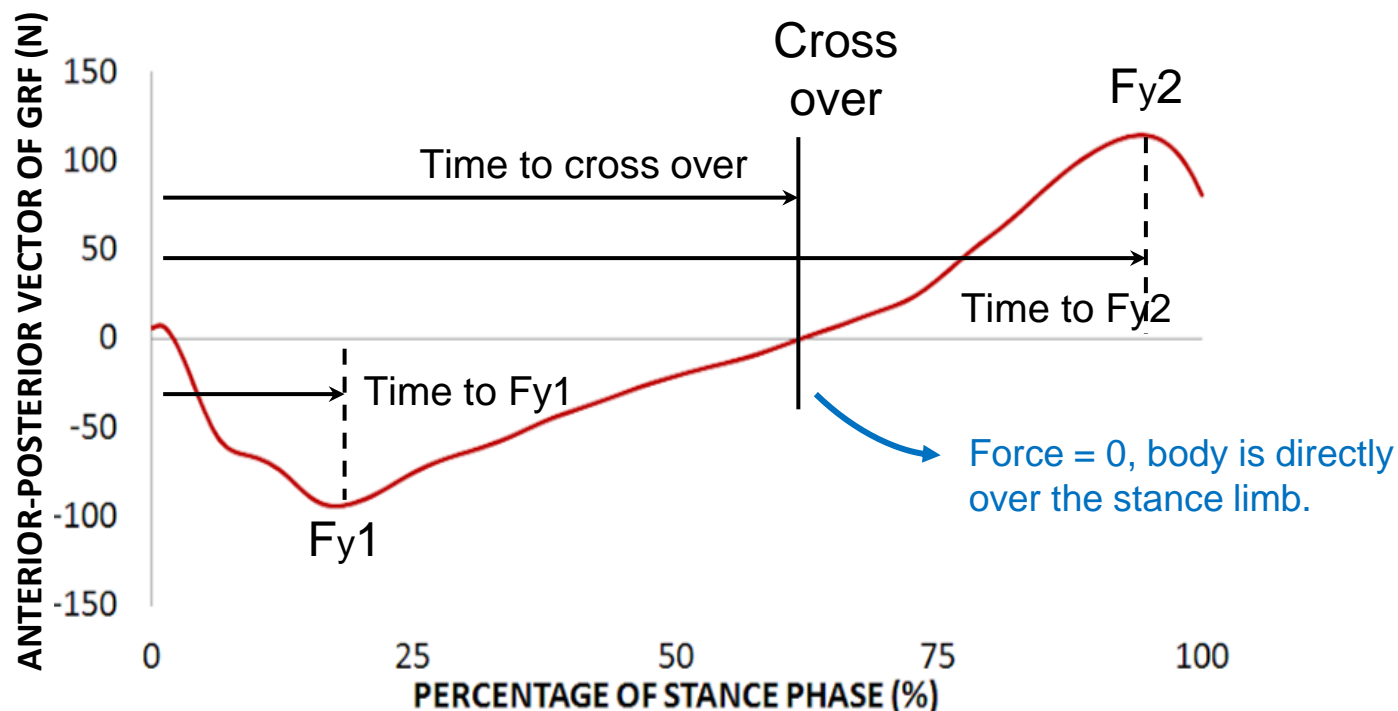 ANTERIOR-POSTERIOR VECTOR OF GRF (N)
Cross
over
Fy2
150
100
50
0
-50
-100
-150
Time to cross over
Time to Fy2
Time to Fy1
Fy1
Force = 0, body is directly
over the stance limb.
0
25
50
75
100
PERCENTAGE OF STANCE PHASE (%)